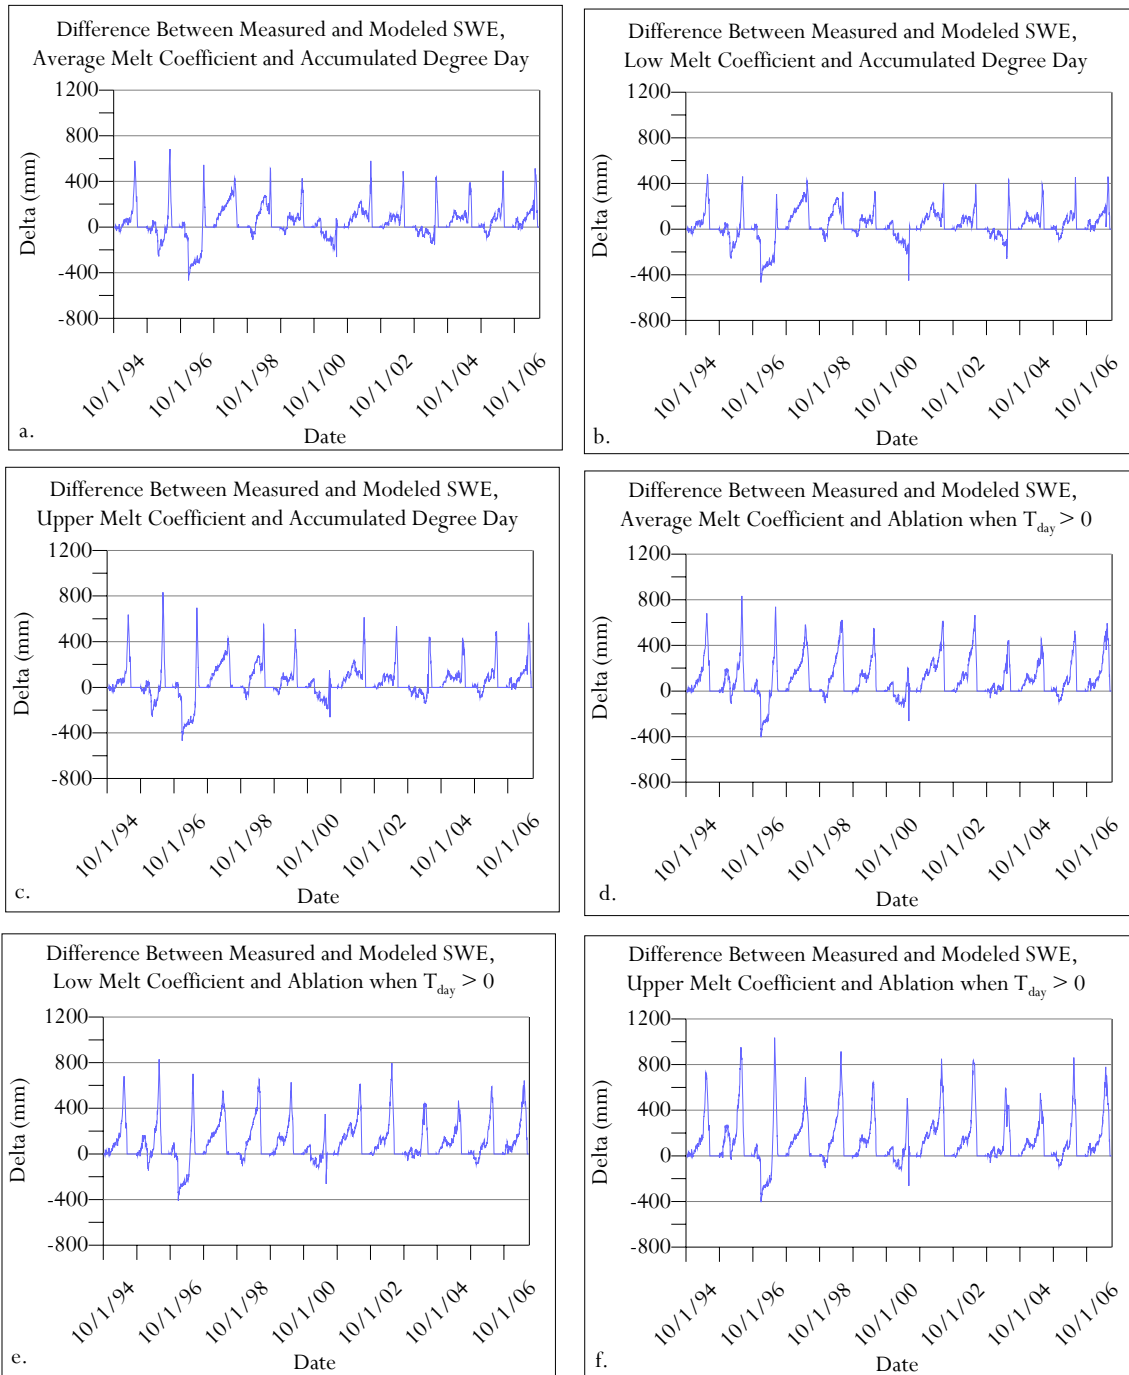 Difference Between Measured and Modeled SWE,
Average Melt Coefficient and Accumulated Degree Day
1200
800
400
0
-400
-800
Delta (mm)
10/1/94
10/1/96
10/1/98
10/1/00
10/1/02
10/1/04
10/1/06
Date
a.
Difference Between Measured and Modeled SWE,
Low Melt Coefficient and Accumulated Degree Day
1200
800
400
0
-400
-800
Delta (mm)
10/1/94
10/1/96
10/1/98
10/1/00
10/1/02
10/1/04
10/1/06
Date
b.
Difference Between Measured and Modeled SWE,
Upper Melt Coefficient and Accumulated Degree Day
1200
800
400
0
-400
-800
Delta (mm)
10/1/94
10/1/96
10/1/98
10/1/00
10/1/02
10/1/04
10/1/06
Date
c.
Difference Between Measured and Modeled SWE,
Average Melt Coefficient and Ablation when Tday > 0
1200
800
400
0
-400
-800
Delta (mm)
10/1/94
10/1/96
10/1/98
10/1/00
10/1/02
10/1/04
10/1/06
Date
d.
Difference Between Measured and Modeled SWE,
Low Melt Coefficient and Ablation when Tday > 0
1200
800
400
0
-400
-800
Delta (mm)
10/1/94
10/1/96
10/1/98
10/1/00
10/1/02
10/1/04
10/1/06
Date
e.
Difference Between Measured and Modeled SWE,
Upper Melt Coefficient and Ablation when Tday > 0
1200
800
400
0
-400
-800
Delta (mm)
10/1/94
10/1/96
10/1/98
10/1/00
10/1/02
10/1/04
10/1/06
Date
f.